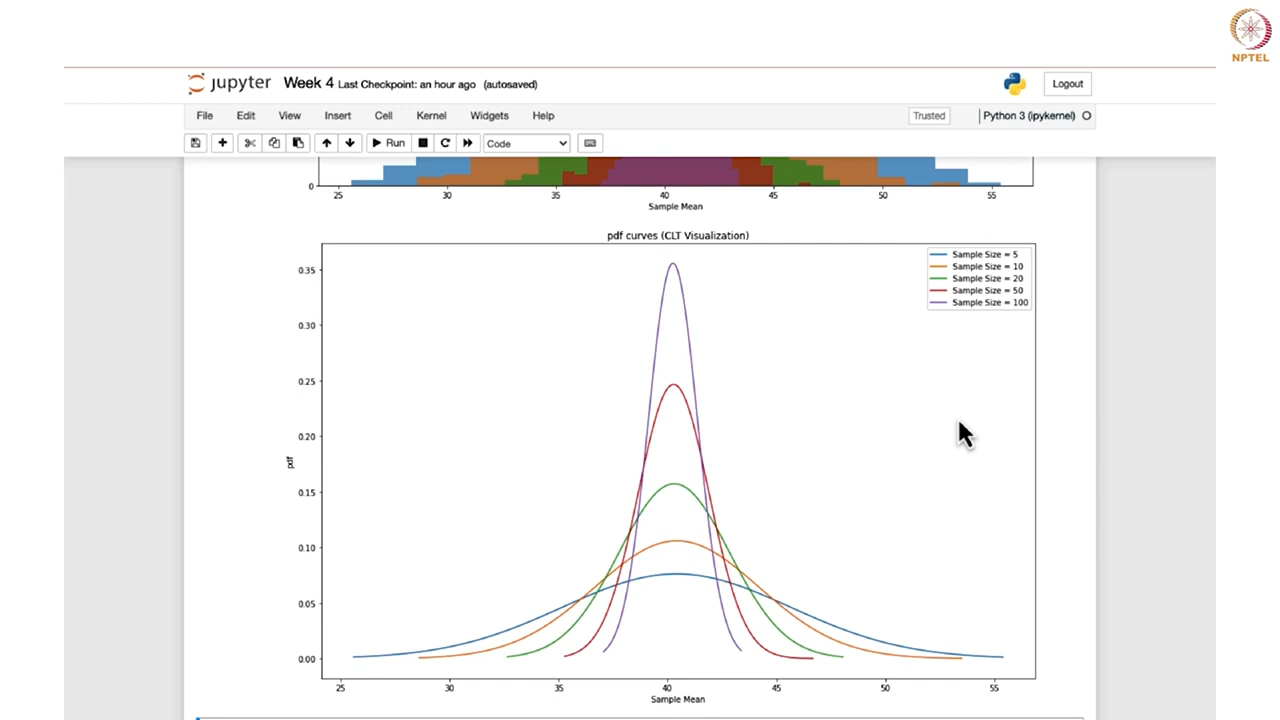 NPTEL
jupyter Week 4 Last Checkpoint: an hour ago (autosaved)
Logout
File Edit View Insert Cell Kernel Widgets Help
Trusted
Python 3 (ipykernel)
Run
Code
0
25 30 35 40 45 50 55
Sample Mean
pdf curves (CLT Visualization)
Sample Size = 5
Sample Size = 10
Sample Size = 20
Sample Size = 50
Sample Size = 100
0.35
0.30
0.25
0.20
0.15
0.10
0.05
0.00
pdf
25 30 35 40 45 50 55
Sample Mean